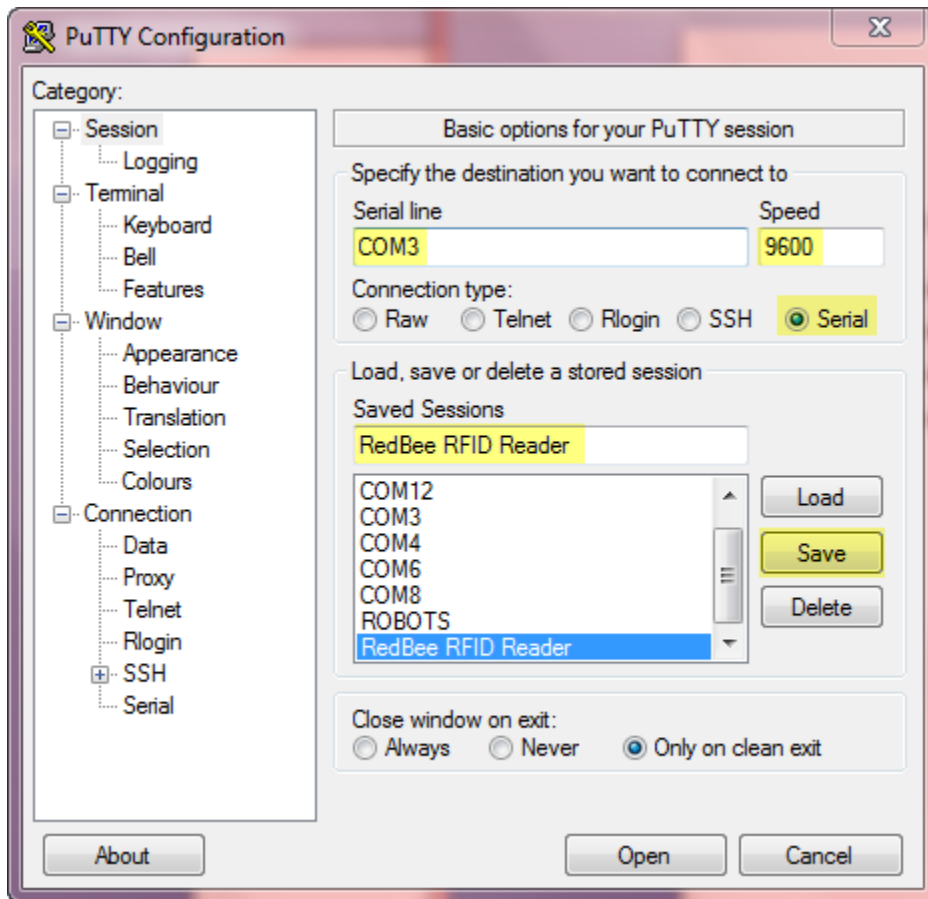 PuTTY Configuration
Category:
Session
Logging
Terminal
Keyboard
Bell
Features
Window
Appearance
Behaviour
Translation
Selection
Colours
Connection
Data
Proxy
Telnet
Rlogin
SSH
Serial
Basic options for your PuTTY session
Specify the destination you want to connect to
Serial line Speed
COM3 9600
Connection type:
Raw Telnet Rlogin SSH Serial
Load, save or delete a stored session
Saved Sessions
RedBee RFID Reader
COM12
COM3
COM4
COM6
COM8
ROBOTS
RedBee RFID Reader
Load
Save
Delete
Close window on exit:
Always Never Only on clean exit
About Open Cancel